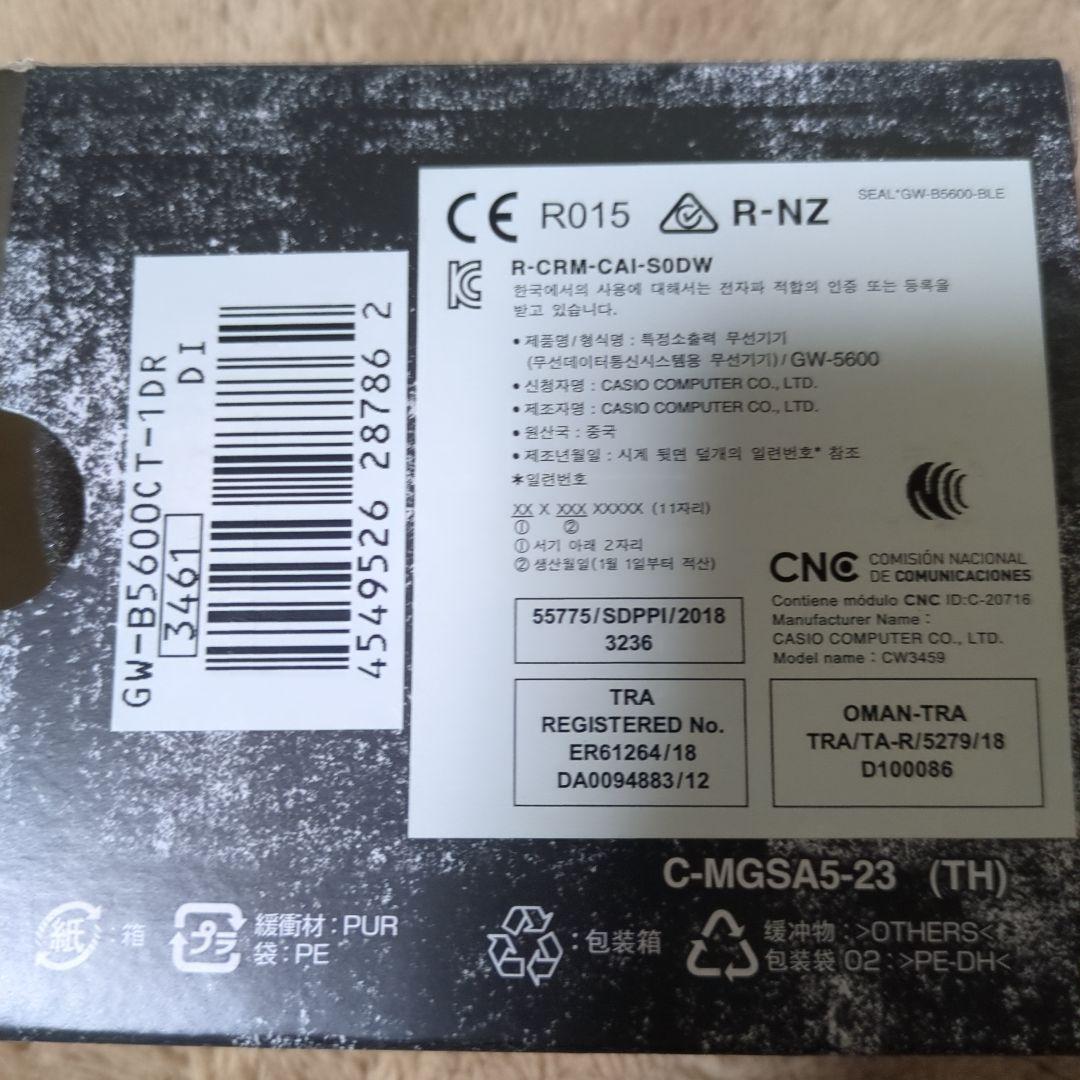 GW-B5600CT-1DR
DI
3461
4549526 287862
CE R015 R-NZ
SEAL*GW-B5600-BLE
R-CRM-CAI-S0DW
한국에서의 사용에 대해서는 전자파 적합의 인증 또는 등록을
받고 있습니다.
• 제품명/형식명 : 특정소출력 무선기기
(무선데이터통신시스템용 무선기기)/GW-5600
• 신청자명 : CASIO COMPUTER CO., LTD.
• 제조자명 : CASIO COMPUTER CO., LTD.
• 원산국 : 중국
• 제조년월일 : 시계 뒷면 덮개의 일련번호* 참조
*일련번호
XX X XXX XXXXX (11자리)
① ②
① 서기 아래 2자리
② 생산월일(1월 1일부터 적산)
CNC COMISIÓN NACIONAL
DE COMUNICACIONES
Contiene módulo CNC ID:C-20716
Manufacturer Name :
CASIO COMPUTER CO., LTD.
Model name : CW3459
55775/SDPPI/2018
3236
TRA
REGISTERED No.
ER61264/18
DA0094883/12
OMAN-TRA
TRA/TA-R/5279/18
D100086
C-MGSA5-23 (TH)
紙 : 箱
プラ 緩衝材 : PUR
袋 : PE
: 包装箱
缓冲物 : >OTHERS<
包装袋 02 : >PE-DH<